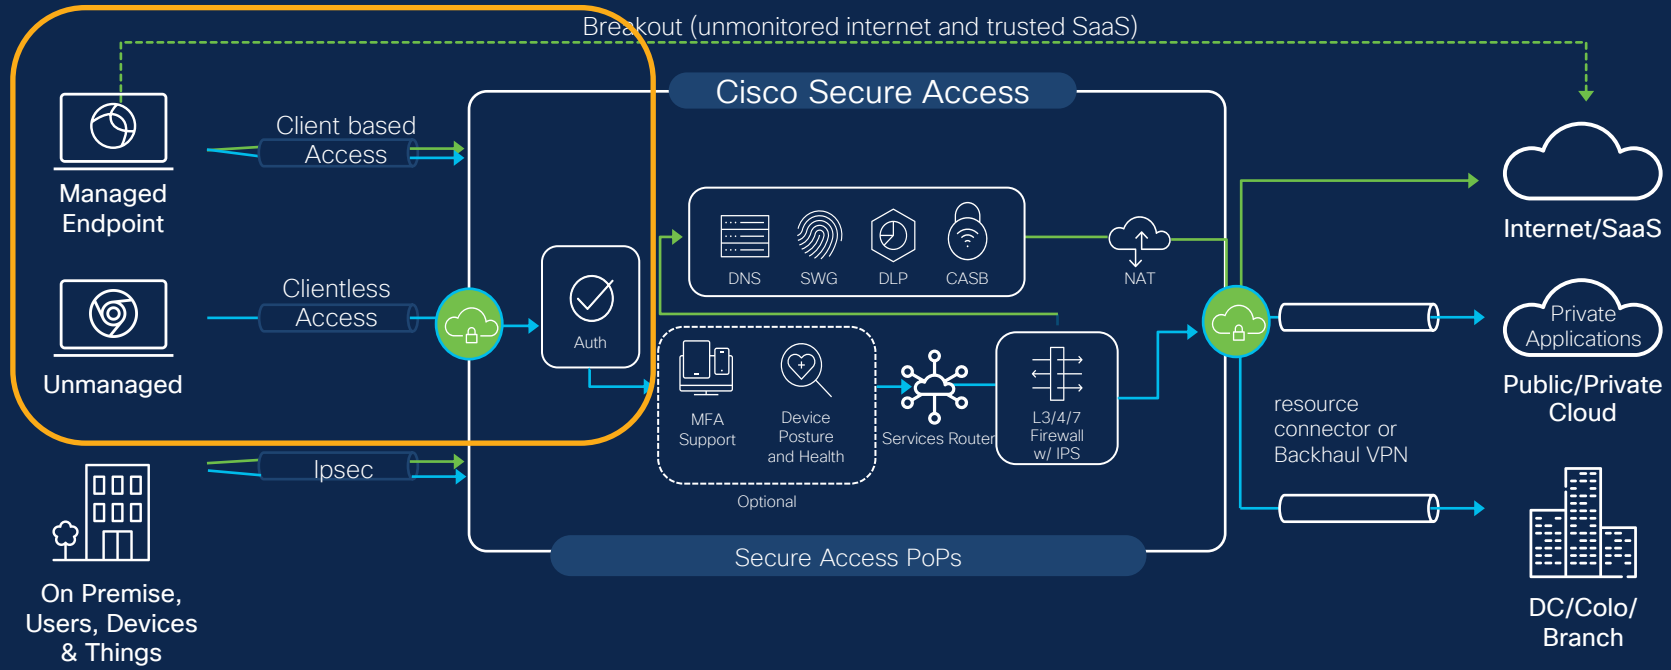 Breakout (unmonitored internet and trusted SaaS)
Cisco Secure Access
Client based
Access
Managed
Endpoint
Clientless
Access
Unmanaged
Auth
DNS
SWG
DLP
CASB
NAT
MFA
Support
Device
Posture
and Health
Optional
Services Router
L3/4/7
Firewall
w/ IPS
Ipsec
On Premise,
Users, Devices
& Things
Secure Access PoPs
Internet/SaaS
Private
Applications
Public/Private
Cloud
resource
connector or
Backhaul VPN
DC/Colo/
Branch